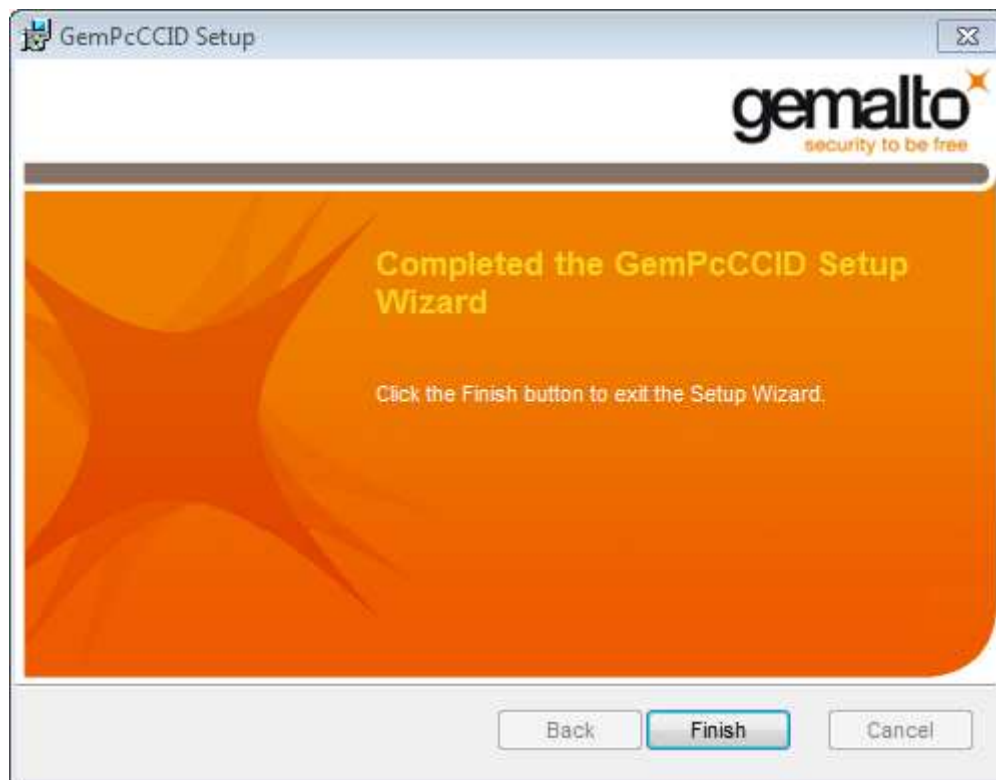 GemPcCCID Setup
gemalto
security to be free
Completed the GemPcCCID Setup
Wizard
Click the Finish button to exit the Setup Wizard.
Back
Finish
Cancel